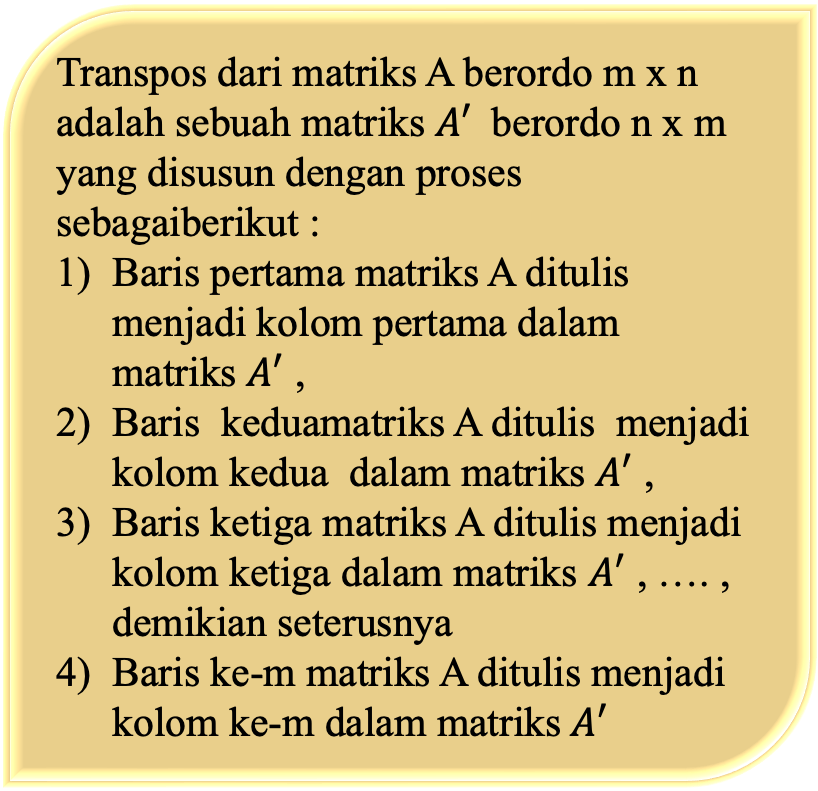 Transpos dari matriks A berordo m x n
adalah sebuah matriks A′ berordo n x m
yang disusun dengan proses
sebagaiberikut :
1) Baris pertama matriks A ditulis
menjadi kolom pertama dalam
matriks A′ ,
2) Baris keduamatriks A ditulis menjadi
kolom kedua dalam matriks A′ ,
3) Baris ketiga matriks A ditulis menjadi
kolom ketiga dalam matriks A′ , …. ,
demikian seterusnya
4) Baris ke-m matriks A ditulis menjadi
kolom ke-m dalam matriks A′